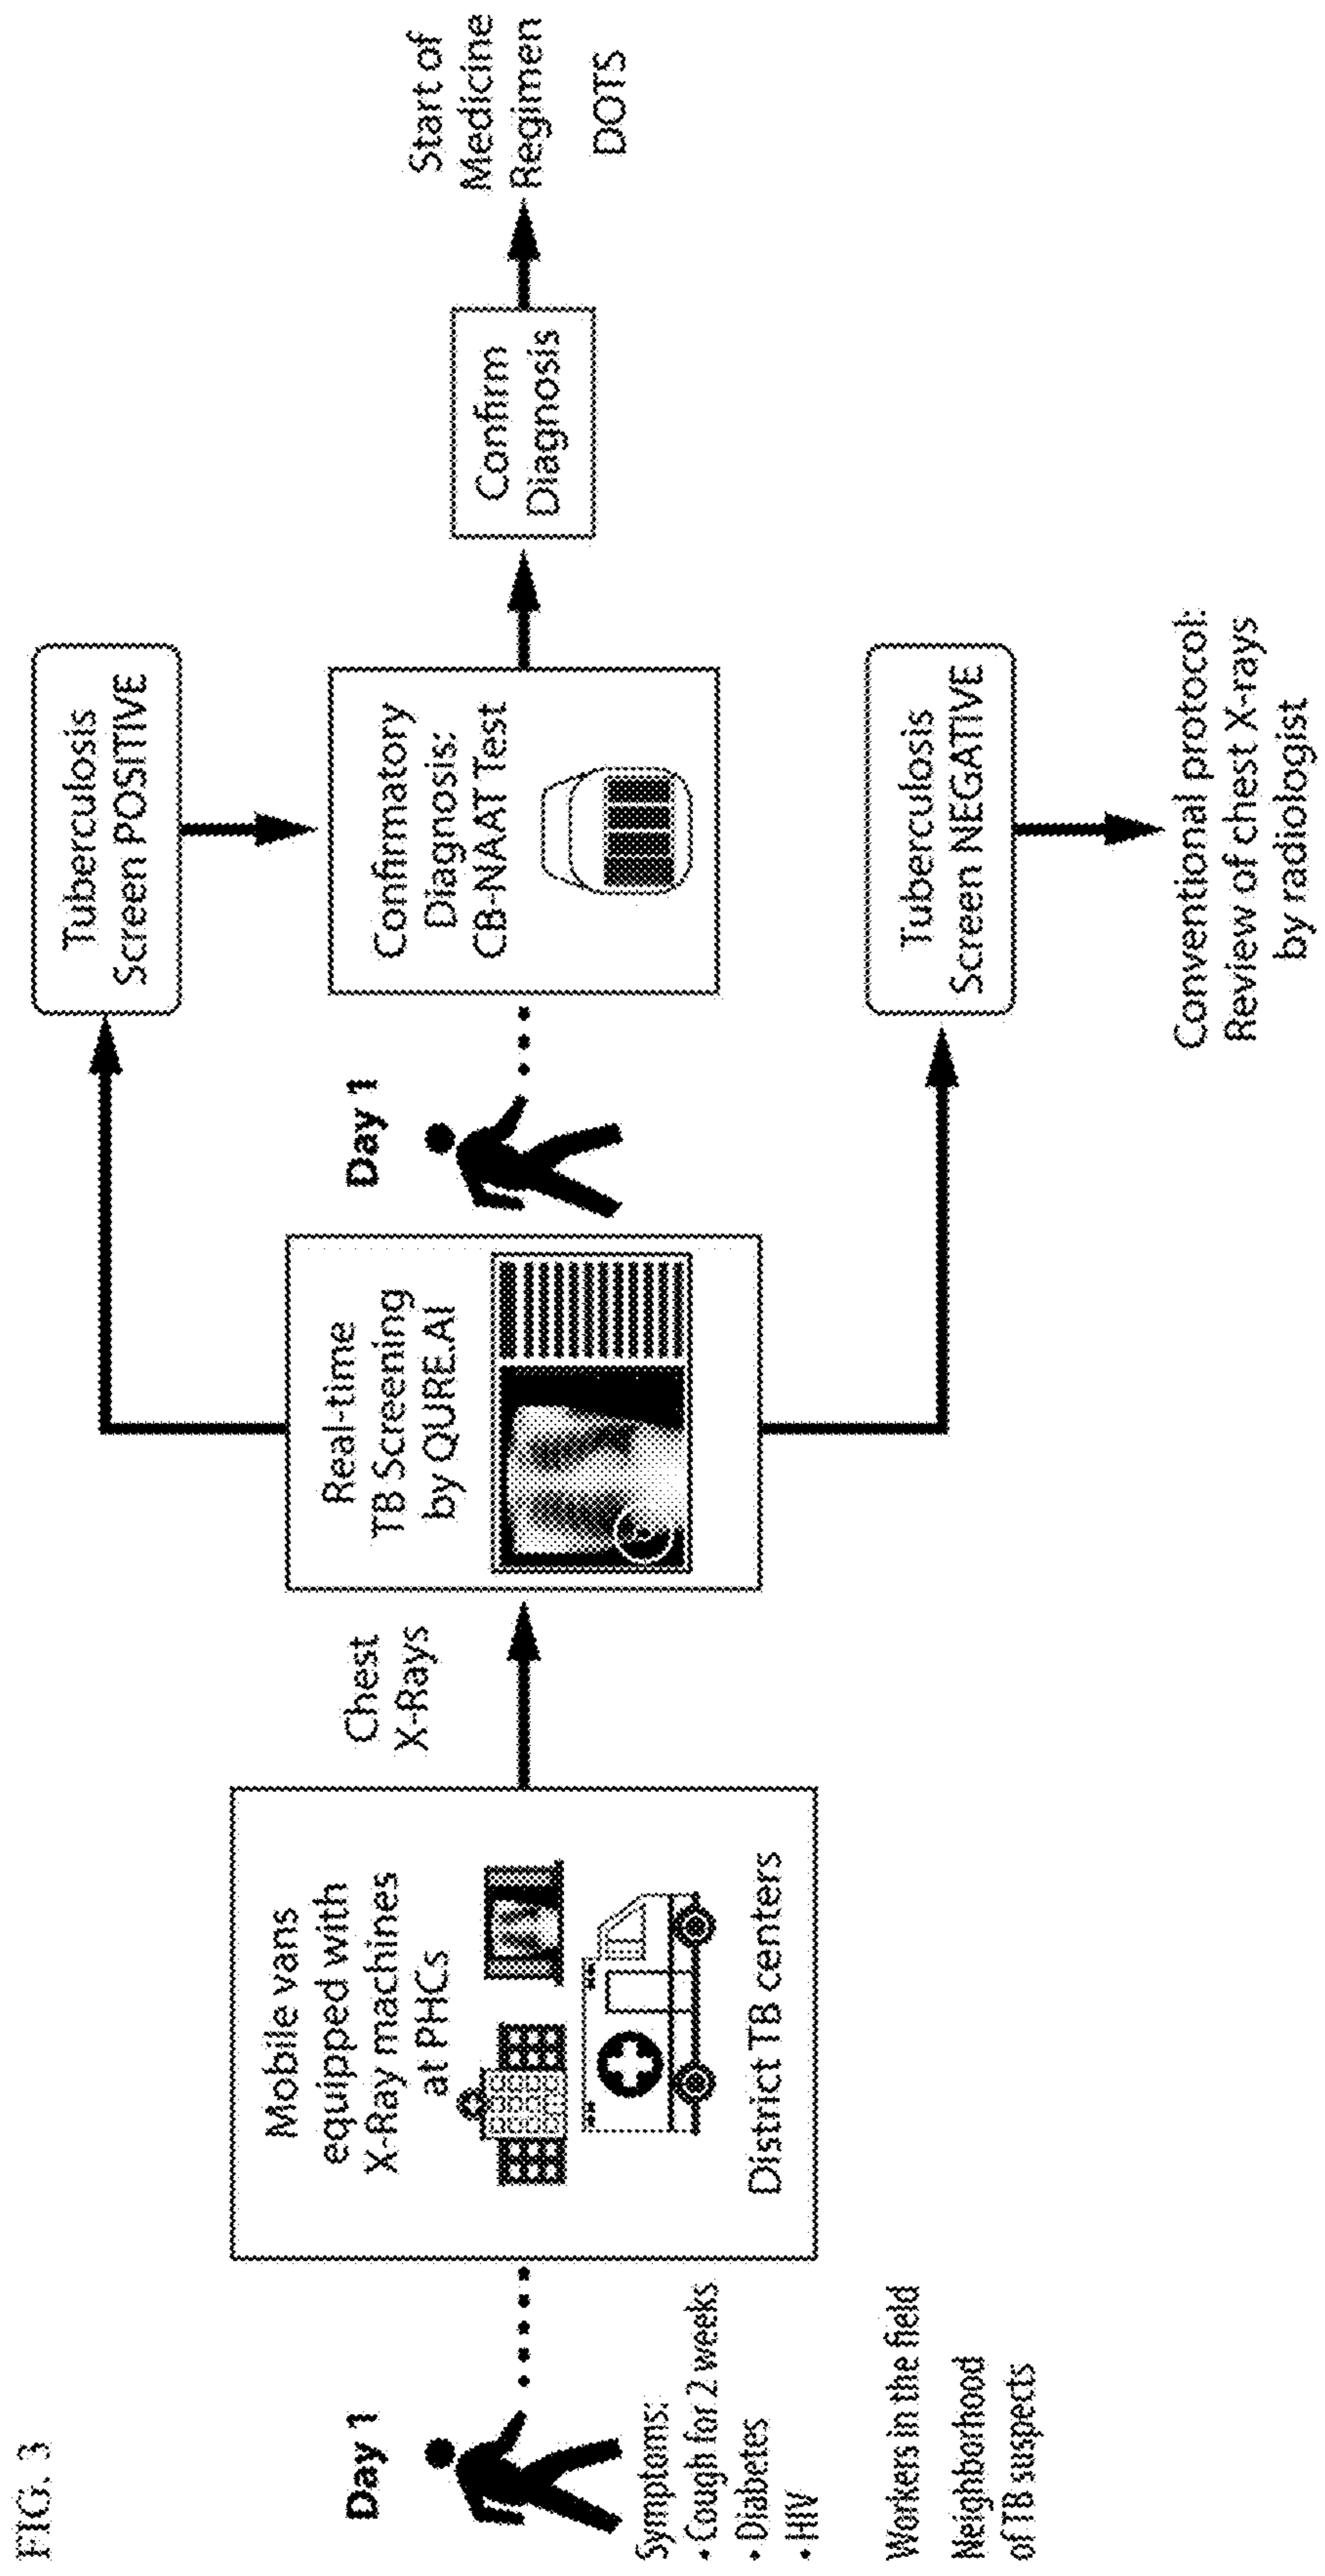 FIG. 3
Day 1
Symptoms:
• Cough for 2 weeks
• Diabetes
• HIV
Workers in the field
Neighborhood
of TB suspects
Mobile vans
equipped with
X-Ray machines
at PHCs
District TB centers
Chest
X-Rays
Real-time
TB Screening
by QURE.AI
Day 1
Tuberculosis
Screen POSITIVE
Confirmatory
Diagnosis:
CB-NAAT Test
Tuberculosis
Screen NEGATIVE
Conventional protocol:
Review of chest X-rays
by radiologist
Confirm
Diagnosis
Start of
Medicine
Regimen
DOTS